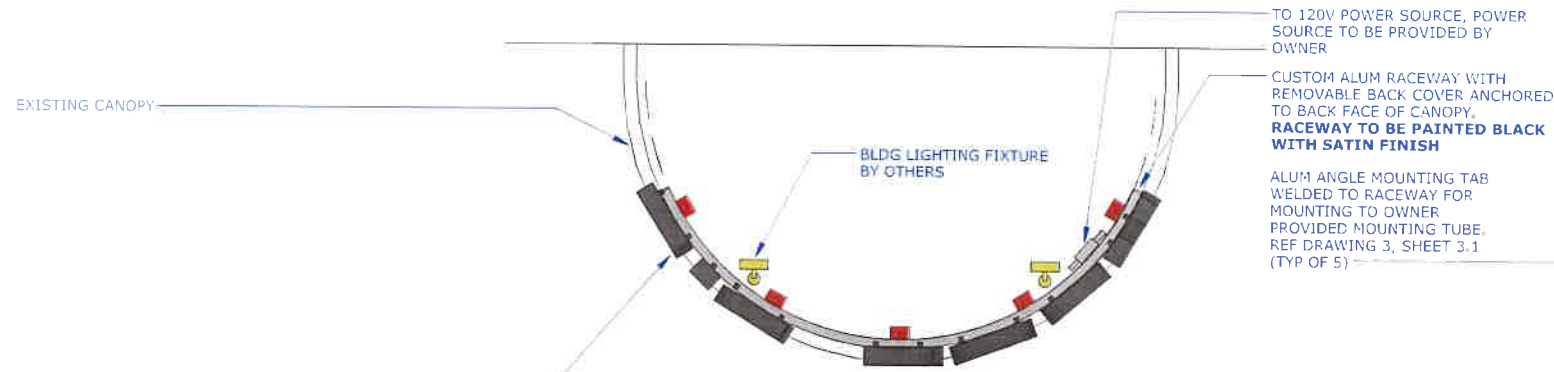 TO 120V POWER SOURCE, POWER
SOURCE TO BE PROVIDED BY
OWNER
EXISTING CANOPY
CUSTOM ALUM RACEWAY WITH
REMOVABLE BACK COVER ANCHORED
TO BACK FACE OF CANOPY.
RACEWAY TO BE PAINTED BLACK
WITH SATIN FINISH
BLDG LIGHTING FIXTURE
BY OTHERS
ALUM ANGLE MOUNTING TAB
WELDED TO RACEWAY FOR
MOUNTING TO OWNER
PROVIDED MOUNTING TUBE.
REF DRAWING 3, SHEET 3.1
(TYP OF 5)